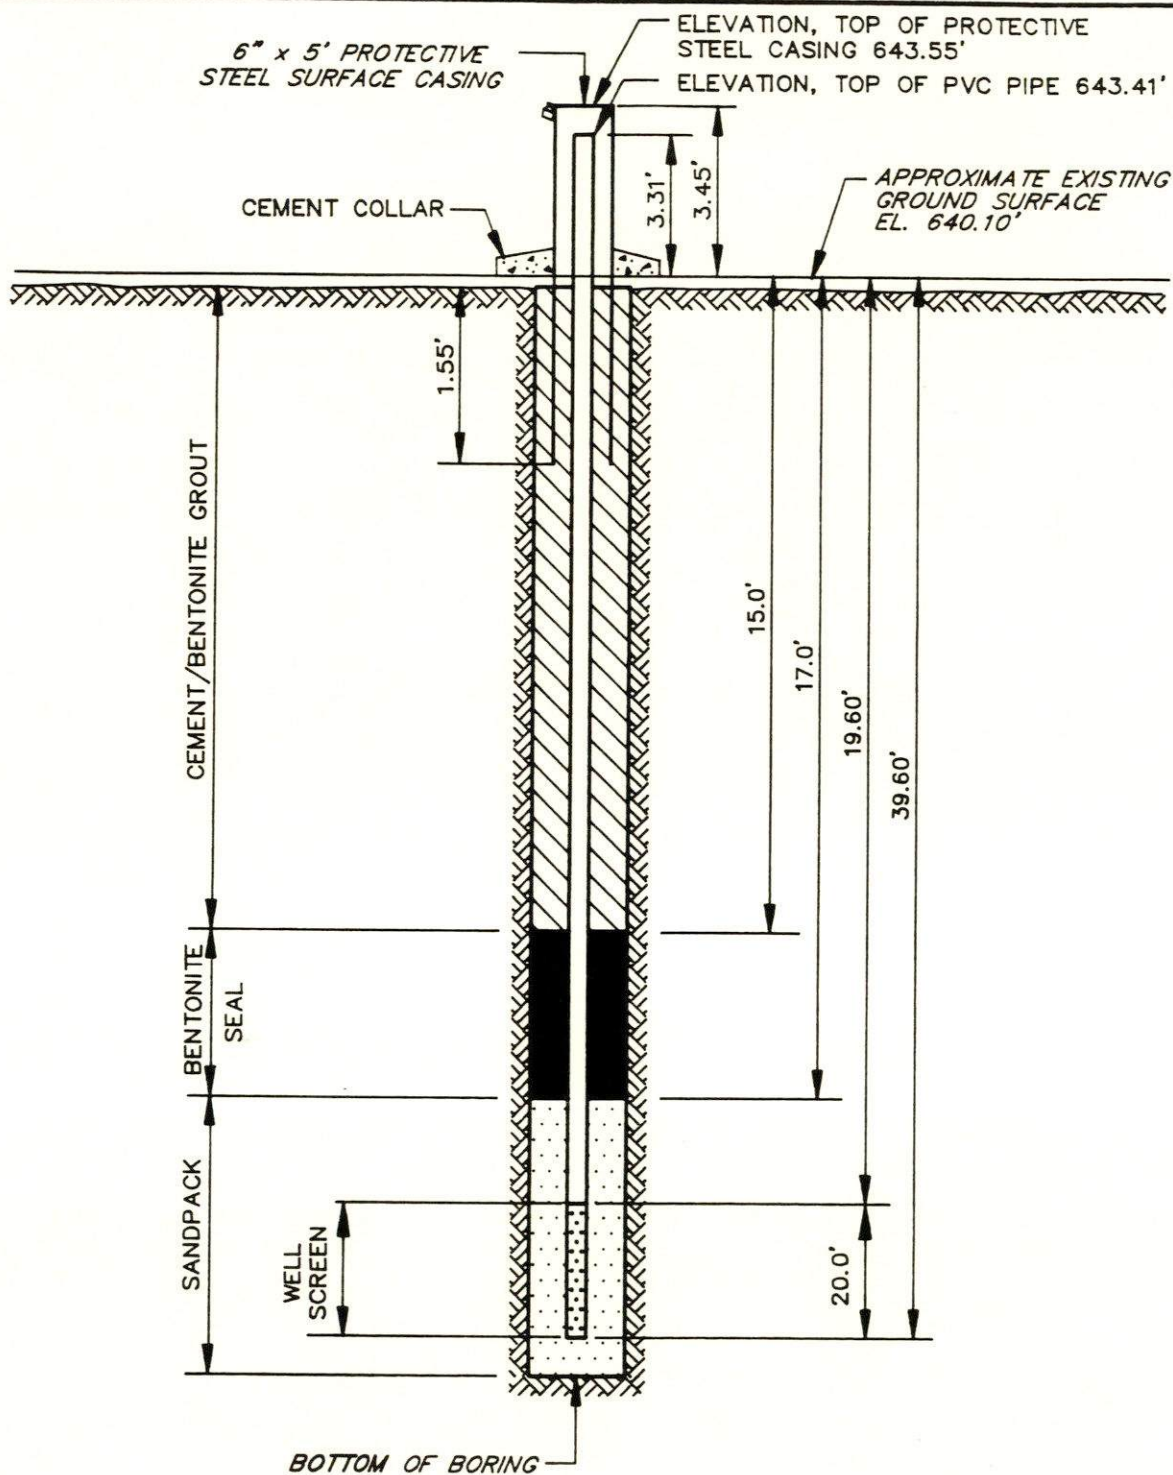 6" x 5' PROTECTIVE
STEEL SURFACE CASING
ELEVATION, TOP OF PROTECTIVE
STEEL CASING 643.55'
ELEVATION, TOP OF PVC PIPE 643.41'
3.31'
3.45'
APPROXIMATE EXISTING
GROUND SURFACE
EL. 640.10'
CEMENT COLLAR
1.55'
CEMENT/BENTONITE GROUT
15.0'
17.0'
19.60'
39.60'
BENTONITE
SEAL
SANDPACK
WELL
SCREEN
20.0'
BOTTOM OF BORING